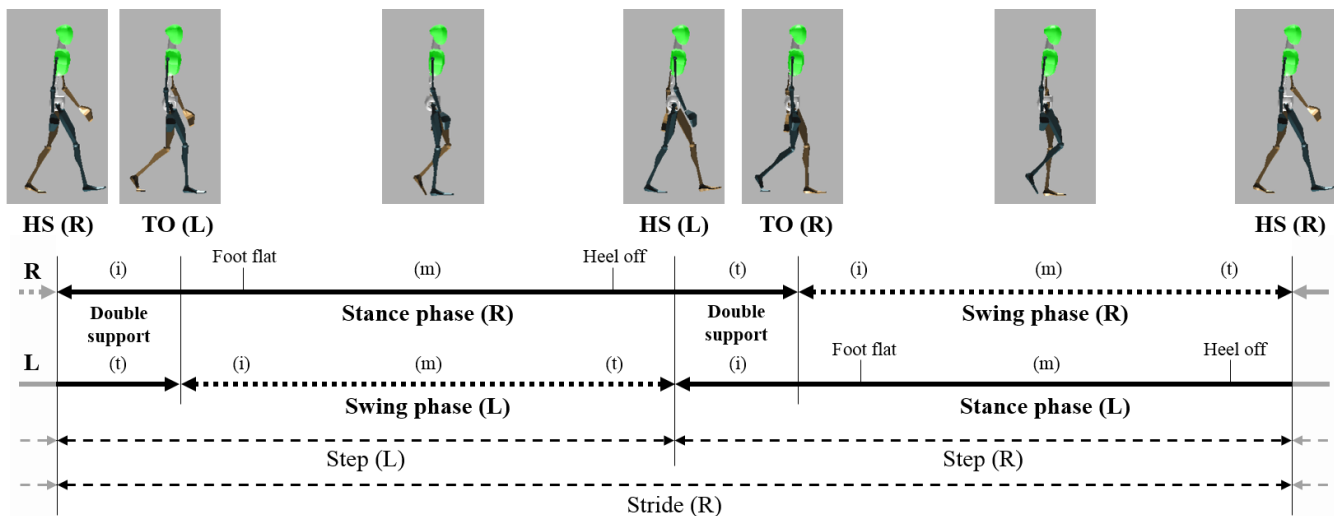 HS (R) TO (L) HS (L) TO (R) HS (R)
R (i) Foot flat (m) Heel off (t) (i) (m) (t)
Double support Stance phase (R) Double support Swing phase (R)
L (t) (i) (m) (t) (i) Foot flat (m) Heel off
Swing phase (L) Stance phase (L)
Step (L) Step (R)
Stride (R)